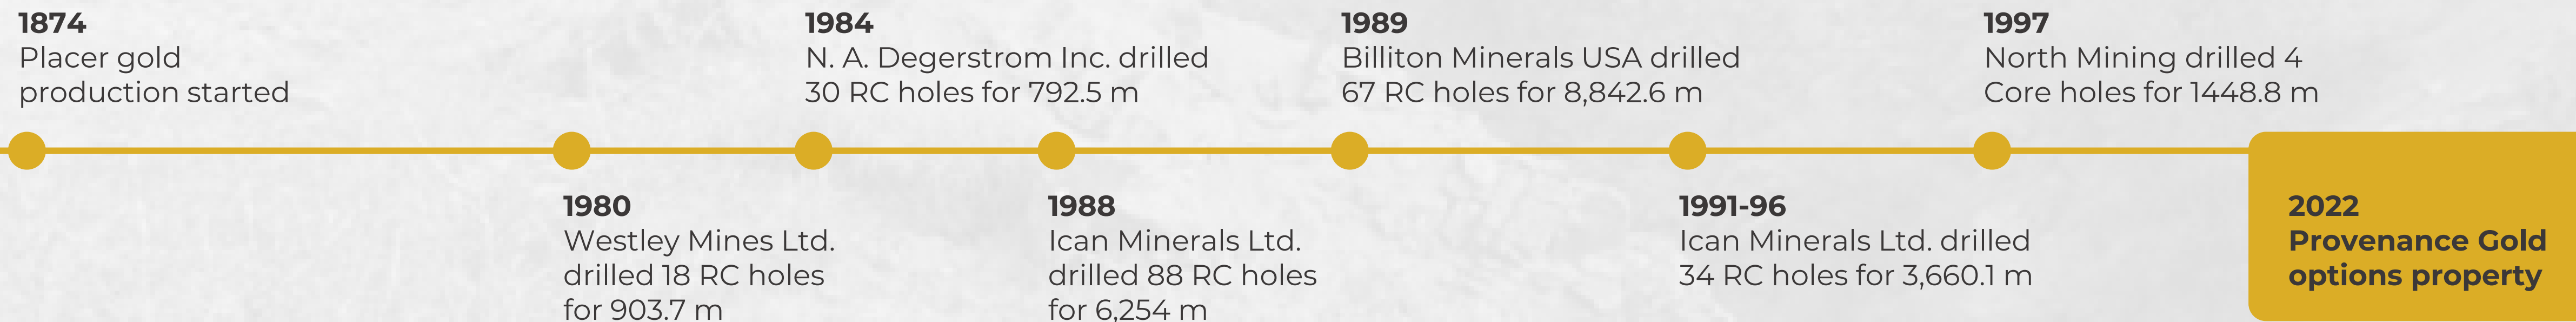 1874
Placer gold
production started
1980
Westley Mines Ltd.
drilled 18 RC holes
for 903.7 m
1984
N. A. Degerstrom Inc. drilled
30 RC holes for 792.5 m
1988
Ican Minerals Ltd.
drilled 88 RC holes
for 6,254 m
1989
Billiton Minerals USA drilled
67 RC holes for 8,842.6 m
1991-96
Ican Minerals Ltd. drilled
34 RC holes for 3,660.1 m
1997
North Mining drilled 4
Core holes for 1448.8 m
2022
Provenance Gold
options property